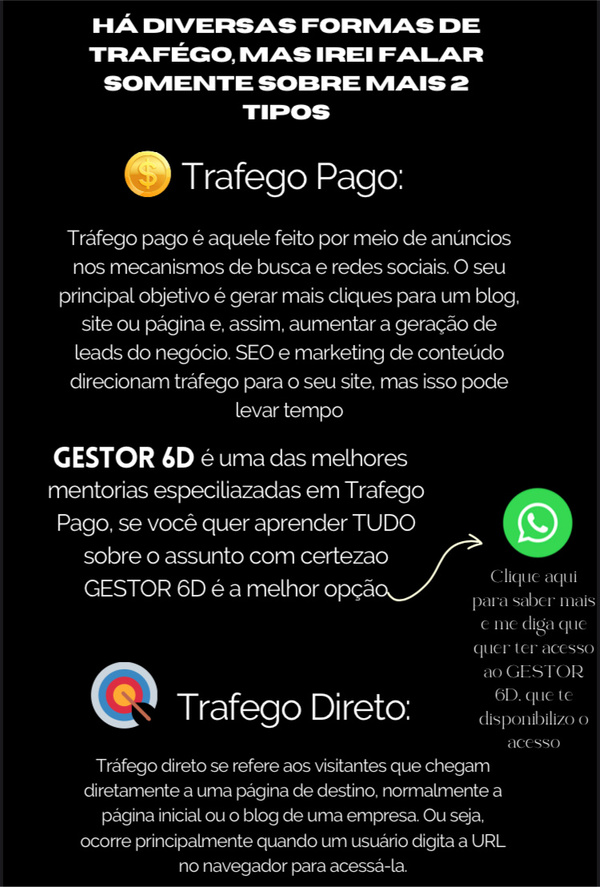 HÁ DIVERSAS FORMAS DE
TRAFÉGO, MAS IREI FALAR
SOMENTE SOBRE MAIS 2
TIPOS
Trafego Pago:
Tráfego pago é aquele feito por meio de anúncios
nos mecanismos de busca e redes sociais. O seu
principal objetivo é gerar mais cliques para um blog,
site ou página e, assim, aumentar a geração de
leads do negócio. SEO e marketing de conteúdo
direcionam tráfego para o seu site, mas isso pode
levar tempo
GESTOR 6D é uma das melhores
mentorias especiliazadas em Trafego
Pago, se você quer aprender TUDO
sobre o assunto com certezao
GESTOR 6D é a melhor opção
Clique aqui
para saber mais
e me diga que
quer ter acesso
ao GESTOR
6D, que te
disponibilizo o
acesso
Trafego Direto:
Tráfego direto se refere aos visitantes que chegam
diretamente a uma página de destino, normalmente a
página inicial ou o blog de uma empresa. Ou seja,
ocorre principalmente quando um usuário digita a URL
no navegador para acessá-la.